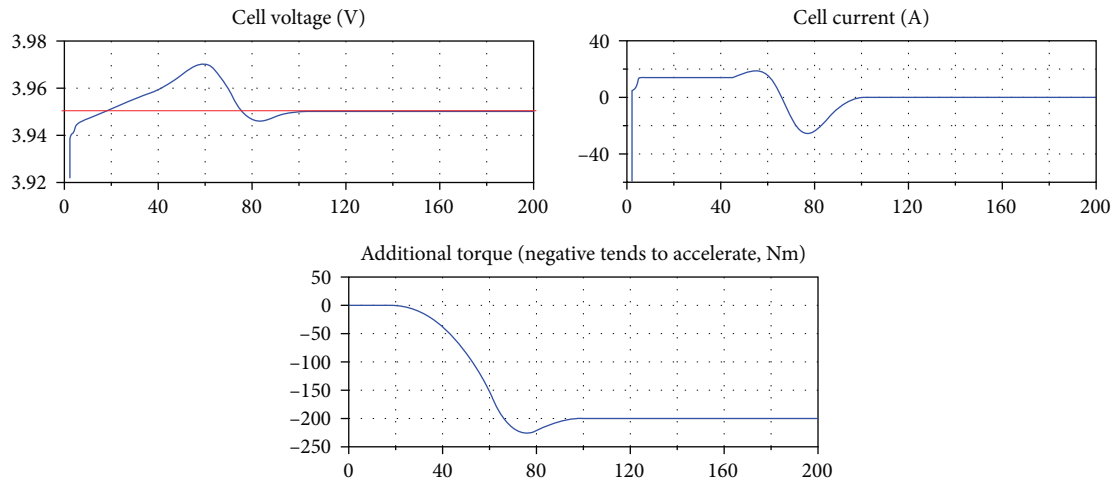 Cell voltage (V)
3.98
3.96
3.94
3.92
0 40 80 120 160 200
Cell current (A)
40
0
−40
0 40 80 120 160 200
Additional torque (negative tends to accelerate, Nm)
50
0
−50
−100
−150
−200
−250
0 40 80 120 160 200